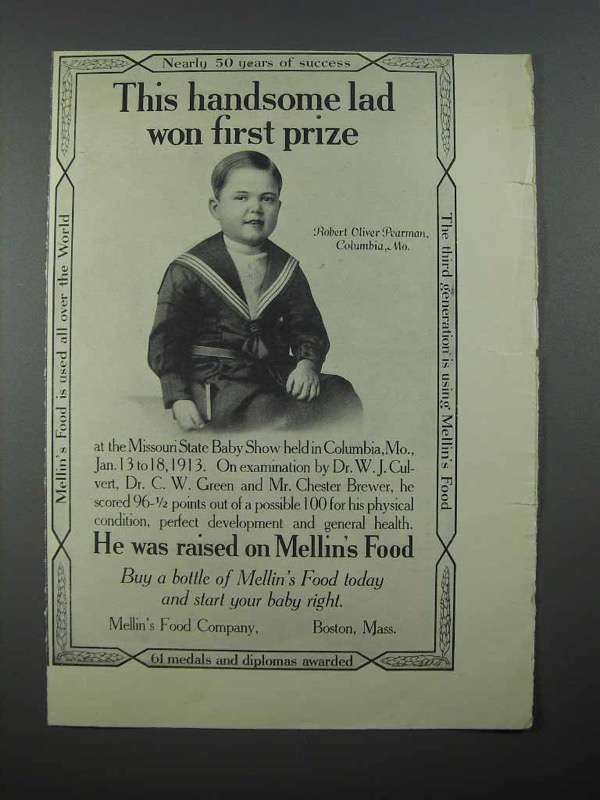 Nearly 50 years of success
This handsome lad
won first prize
Robert Oliver Pearman,
Columbia, Mo.
Mellin's Food is used all over the World
The third generation is using Mellin's Food
at the Missouri State Baby Show held in Columbia, Mo.,
Jan. 13 to 18, 1913. On examination by Dr. W. J. Cul-
vert, Dr. C. W. Green and Mr. Chester Brewer, he
scored 96-½ points out of a possible 100 for his physical
condition, perfect development and general health.
He was raised on Mellin's Food
Buy a bottle of Mellin's Food today
and start your baby right.
Mellin's Food Company, Boston, Mass.
61 medals and diplomas awarded